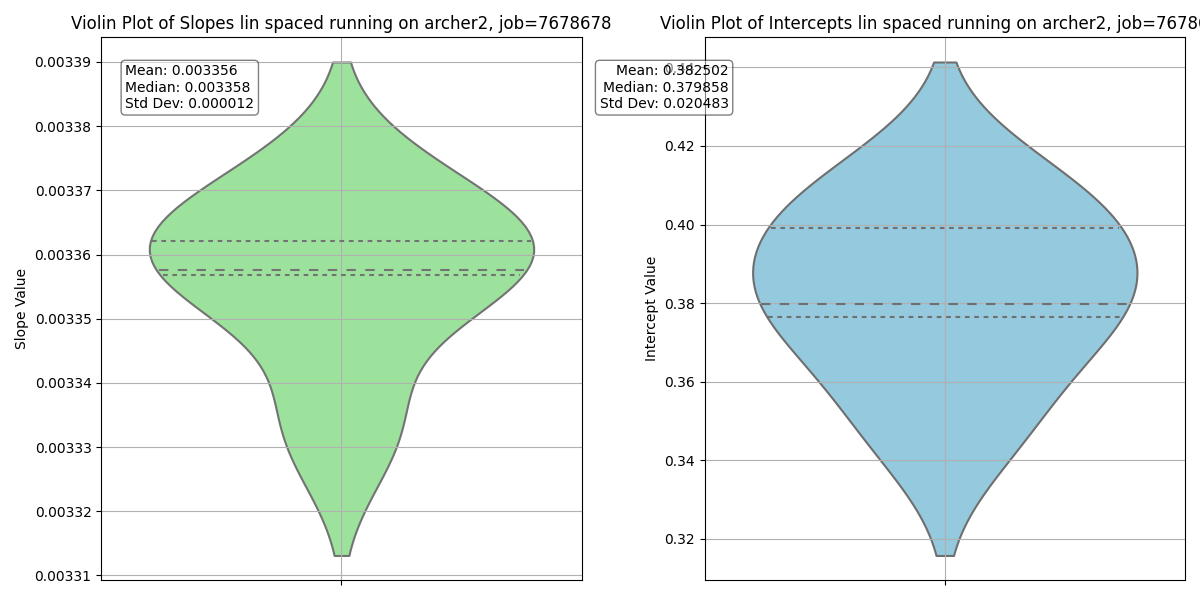 Violin Plot of Slopes lin spaced running on archer2, job=7678678
Mean: 0.003356
Median: 0.003358
Std Dev: 0.000012
0.00339
0.00338
0.00337
0.00336
0.00335
0.00334
0.00333
0.00332
0.00331
Slope Value
Violin Plot of Intercepts lin spaced running on archer2, job=7678
Mean: 0.382502
Median: 0.379858
Std Dev: 0.020483
0.44
0.42
0.40
0.38
0.36
0.34
0.32
Intercept Value